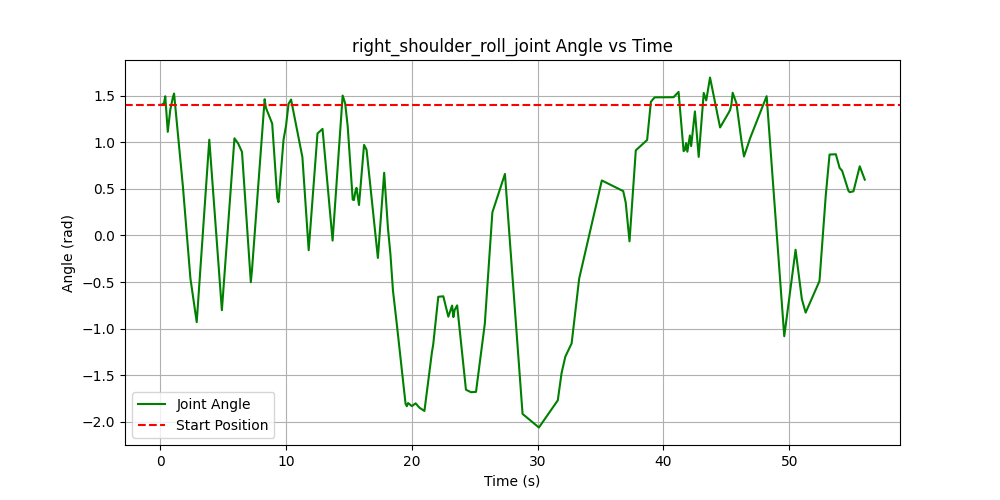 right_shoulder_roll_joint Angle vs Time
Angle (rad)
1.5
1.0
0.5
0.0
−0.5
−1.0
−1.5
−2.0
Joint Angle
Start Position
0 10 20 30 40 50
Time (s)